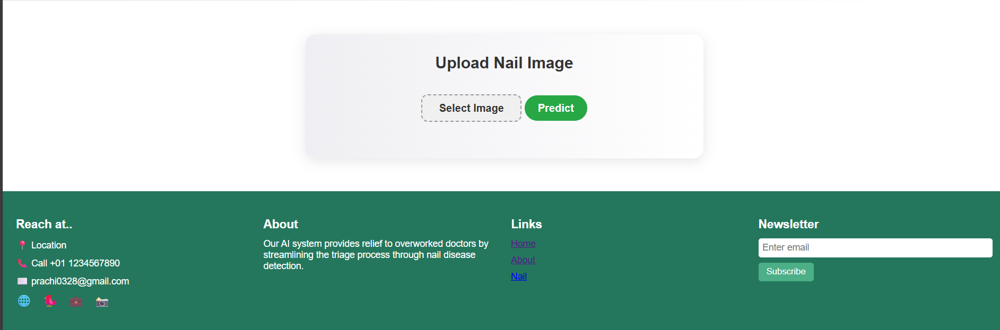 Upload Nail Image
Select Image
Predict
Reach at..
Location
Call +01 1234567890
prachi0328@gmail.com
About
Our AI system provides relief to overworked doctors by
streamlining the triage process through nail disease
detection.
Links
Home
About
Nail
Newsletter
Enter email
Subscribe